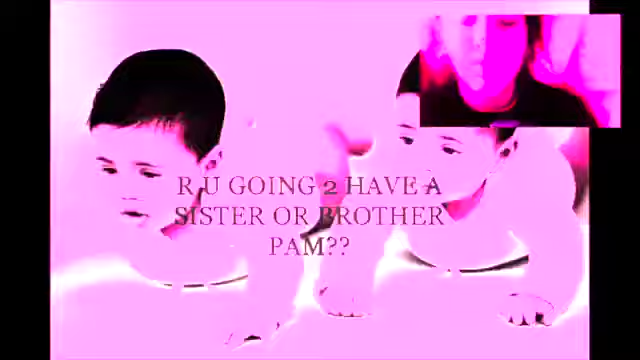 R U GOING 2 HAVE A
SISTER OR BROTHER
PAM??